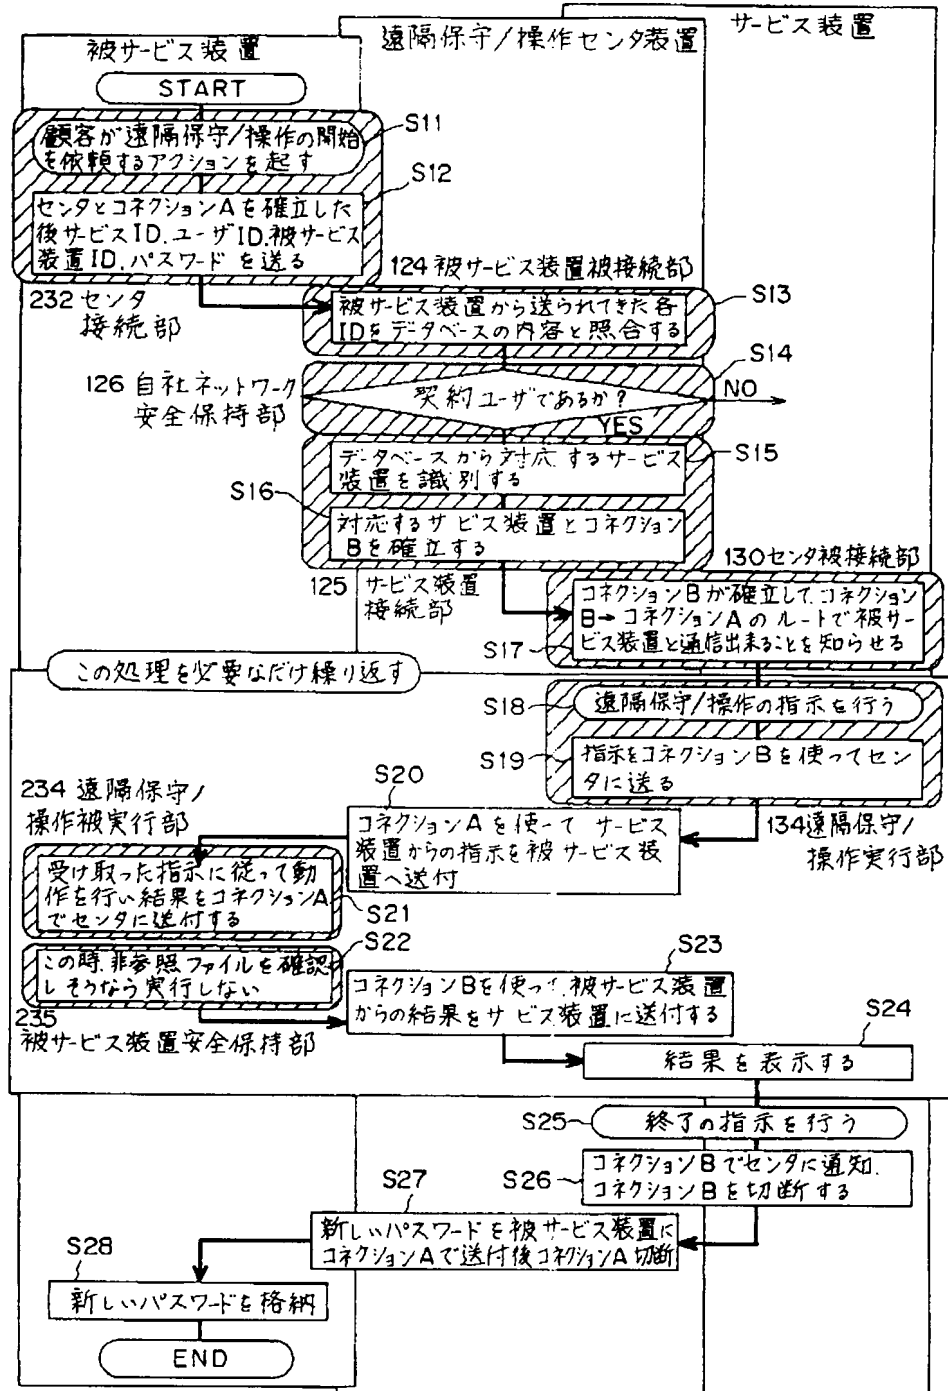 被サービス装置
遠隔保守/操作センタ装置
サービス装置
START
顧客が遠隔保守/操作の開始
を依頼するアクションを起す
S11
S12
センタとコネクションAを確立した
後サービスID.ユーザID.被サービス
装置ID.パスワードを送る
232 センタ
接続部
124 被サービス装置被接続部
被サービス装置から送られてきた各
IDをデータベースの内容と照合する
S13
S14
126 自社ネットワーク
安全保持部
契約ユーザであるか?
NO
YES
データベースから対応するサービス
装置を識別する
S15
S16
対応するサービス装置とコネクション
Bを確立する
125 サービス装置
接続部
130センタ被接続部
コネクションBが確立して、コネクション
B→コネクションAのルートで被サー
ビス装置と通信出来ることを知らせる
S17
この処理を必要なだけ繰り返す
S18
遠隔保守/操作の指示を行う
S19
指示をコネクションBを使ってセン
タに送る
134遠隔保守/
操作実行部
S20
コネクションAを使って サービス
装置からの指示を被サービス装
置へ送付
234 遠隔保守/
操作被実行部
受け取った指示に従って動
作を行い結果をコネクションA
でセンタに送付する
S21
S22
この時、非参照ファイルを確認
しそうなら実行しない
235
被サービス装置安全保持部
S23
コネクションBを使って、被サービス装置
からの結果をサービス装置に送付する
S24
結果を表示する
S25
終了の指示を行う
S26
コネクションBでセンタに通知、
コネクションBを切断する
S27
新しいパスワードを被サービス装置に
コネクションAで送付後コネクションA切断
S28
新しいパスワードを格納
END